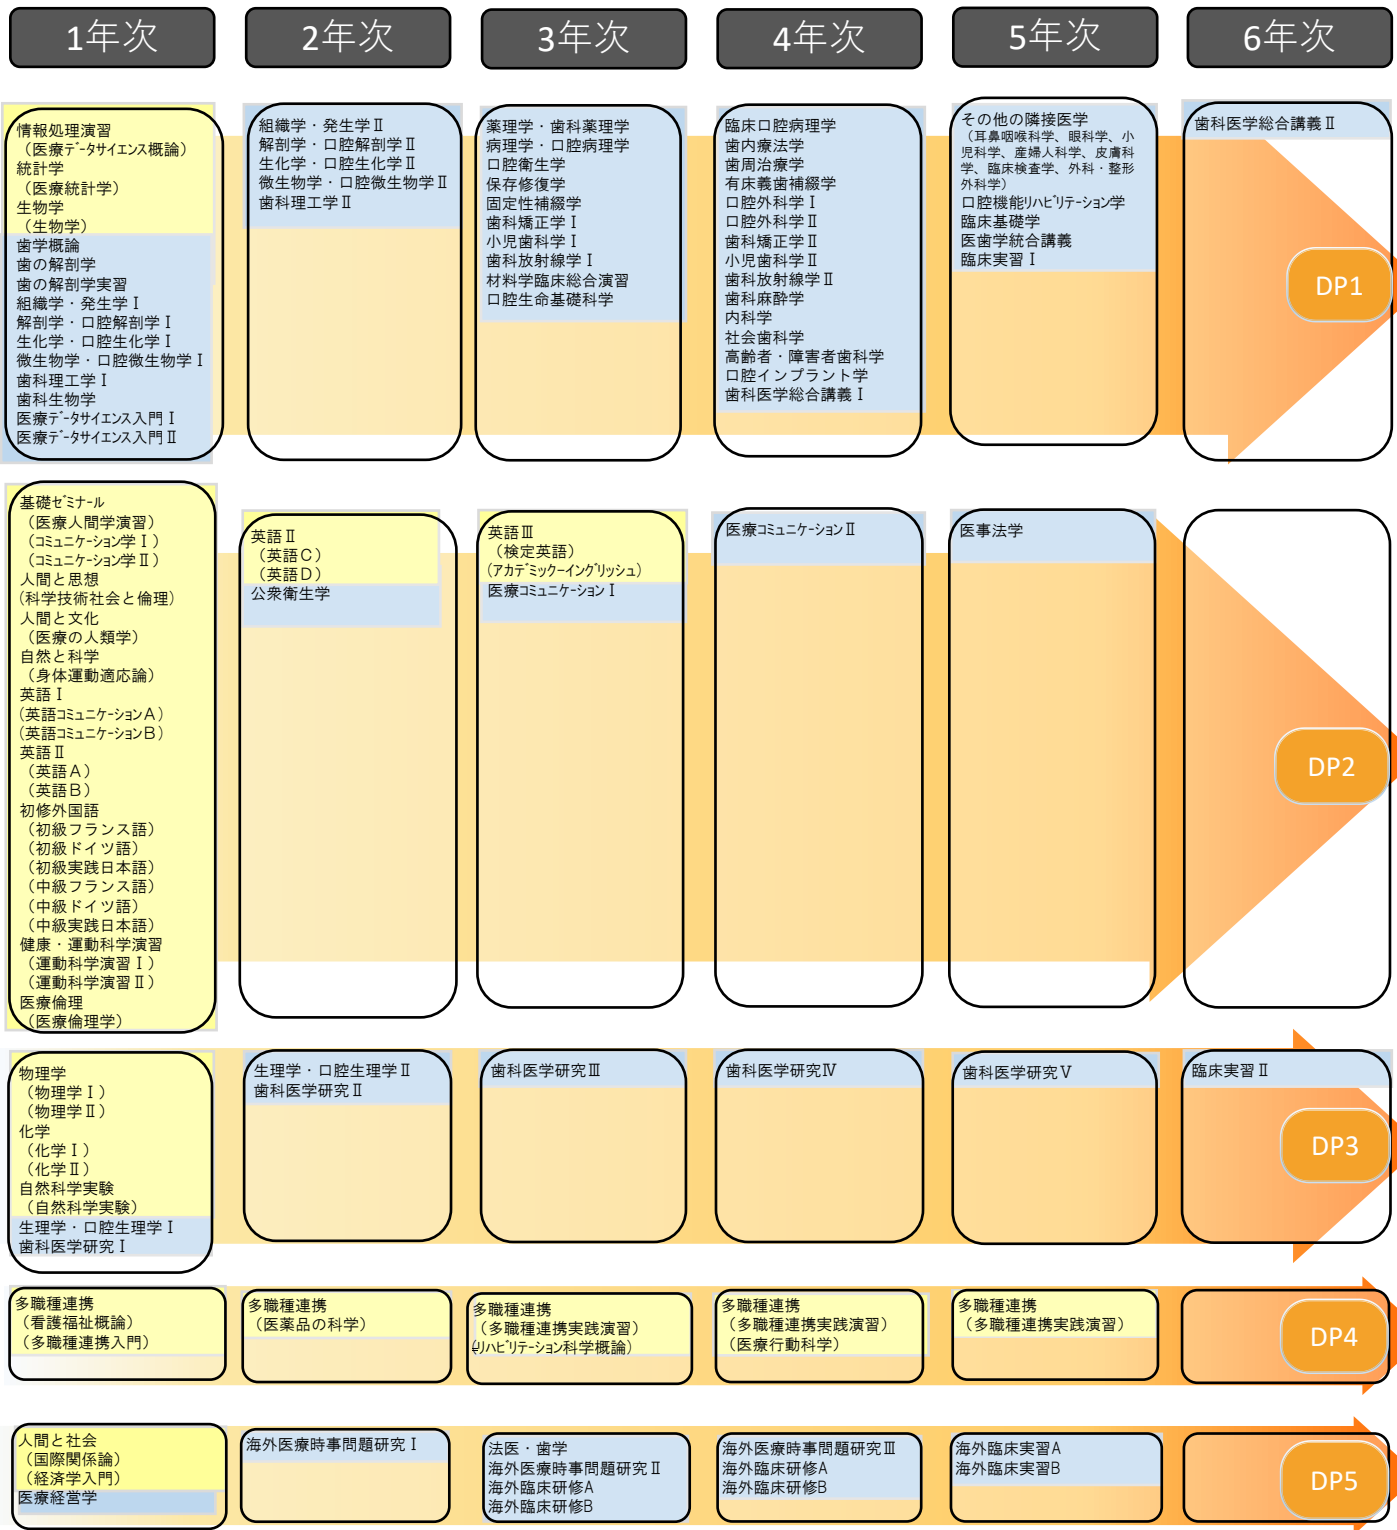 1年次
2年次
3年次
4年次
5年次
6年次
情報処理演習
（医療ﾃﾞｰﾀサイエンス概論）
統計学
（医療統計学）
生物学
（生物学）
歯学概論
歯の解剖学
歯の解剖学実習
組織学・発生学Ⅰ
解剖学・口腔解剖学Ⅰ
生化学・口腔生化学Ⅰ
微生物学・口腔微生物学Ⅰ
歯科理工学Ⅰ
歯科生物学
医療ﾃﾞｰﾀサイエンス入門Ⅰ
医療ﾃﾞｰﾀサイエンス入門Ⅱ
組織学・発生学Ⅱ
解剖学・口腔解剖学Ⅱ
生化学・口腔生化学Ⅱ
微生物学・口腔微生物学Ⅱ
歯科理工学Ⅱ
薬理学・歯科薬理学
病理学・口腔病理学
口腔衛生学
保存修復学
固定性補綴学
歯科矯正学Ⅰ
小児歯科学Ⅰ
歯科放射線学Ⅰ
材料学臨床総合演習
口腔生命基礎科学
臨床口腔病理学
歯内療法学
歯周治療学
有床義歯補綴学
口腔外科学Ⅰ
口腔外科学Ⅱ
歯科矯正学Ⅱ
小児歯科学Ⅱ
歯科放射線学Ⅱ
歯科麻酔学
内科学
社会歯科学
高齢者・障害者歯科学
口腔インプラント学
歯科医学総合講義Ⅰ
その他の隣接医学
（耳鼻咽喉科学、眼科学、小
児科学、産婦人科学、皮膚科
学、臨床検査学、外科・整形
外科学）
口腔機能ﾘﾊﾋﾞﾘﾃｰｼｮﾝ学
臨床基礎学
医歯学統合講義
臨床実習Ⅰ
歯科医学総合講義Ⅱ
DP1
基礎ｾﾞﾐﾅｰﾙ
（医療人間学演習）
（ｺﾐｭﾆｹｰｼｮﾝ学Ⅰ）
（ｺﾐｭﾆｹｰｼｮﾝ学Ⅱ）
人間と思想
(科学技術社会と倫理）
人間と文化
（医療の人類学）
自然と科学
（身体運動適応論）
英語Ⅰ
（英語ｺﾐｭﾆｹｰｼｮﾝA）
（英語ｺﾐｭﾆｹｰｼｮﾝB）
英語Ⅱ
（英語A）
（英語B）
初修外国語
（初級フランス語）
（初級ドイツ語）
（初級実践日本語）
（中級フランス語）
（中級ドイツ語）
（中級実践日本語）
健康・運動科学演習
（運動科学演習Ⅰ）
（運動科学演習Ⅱ）
医療倫理
（医療倫理学）
英語Ⅱ
（英語C）
（英語D）
公衆衛生学
英語Ⅲ
（検定英語）
（ｱｶﾃﾞﾐｯｸｰｲﾝｸﾞﾘｯｼｭ）
医療ｺﾐｭﾆｹｰｼｮﾝⅠ
医療ｺﾐｭﾆｹｰｼｮﾝⅡ
医事法学
DP2
物理学
（物理学Ⅰ）
（物理学Ⅱ）
化学
（化学Ⅰ）
（化学Ⅱ）
自然科学実験
（自然科学実験）
生理学・口腔生理学Ⅰ
歯科医学研究Ⅰ
生理学・口腔生理学Ⅱ
歯科医学研究Ⅱ
歯科医学研究Ⅲ
歯科医学研究Ⅳ
歯科医学研究Ⅴ
臨床実習Ⅱ
DP3
多職種連携
（看護福祉概論）
（多職種連携入門）
多職種連携
（医薬品の科学）
多職種連携
（多職種連携実践演習）
（ﾘﾊﾋﾞﾘﾃｰｼｮﾝ科学概論）
多職種連携
（多職種連携実践演習）
（医療行動科学）
多職種連携
（多職種連携実践演習）
DP4
人間と社会
（国際関係論）
（経済学入門）
医療経営学
海外医療時事問題研究Ⅰ
法医・歯学
海外医療時事問題研究Ⅱ
海外臨床研修A
海外臨床研修B
海外医療時事問題研究Ⅲ
海外臨床研修A
海外臨床研修B
海外臨床実習A
海外臨床実習B
DP5